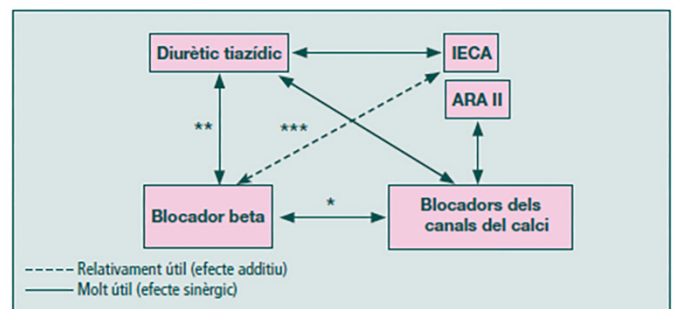 Diurètic tiazídic
IECA
ARA II
**
***
Blocador beta
*
Blocadors dels
canals del calci
Relativament útil (efecte additiu)
Molt útil (efecte sinèrgic)